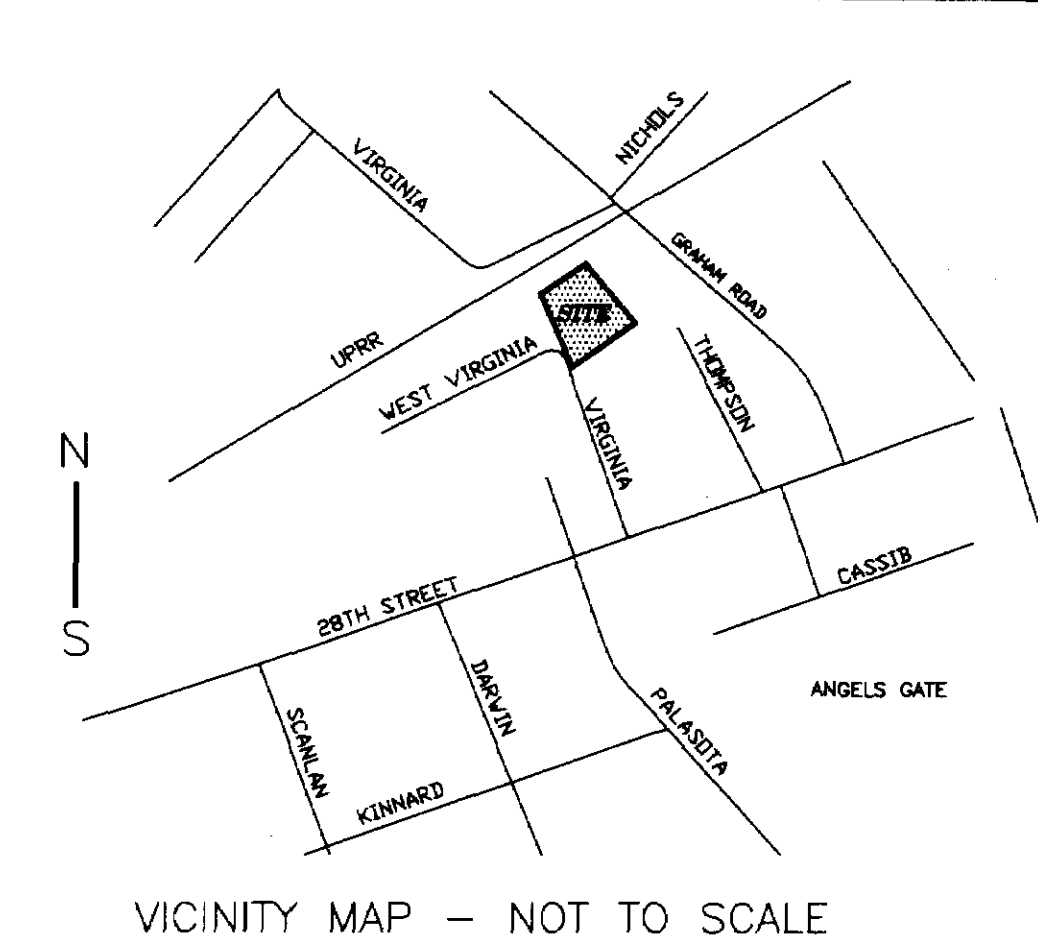 NICHOLS
VIRGINIA
GRAHAM ROAD
SITE
UPRR
WEST VIRGINIA
THOMPSON
VIRGINIA
N
S
CASSIB
28TH STREET
DARWIN
ANGELS GATE
PALASOTA
SCANLAN
KINNARD
VICINITY MAP – NOT TO SCALE